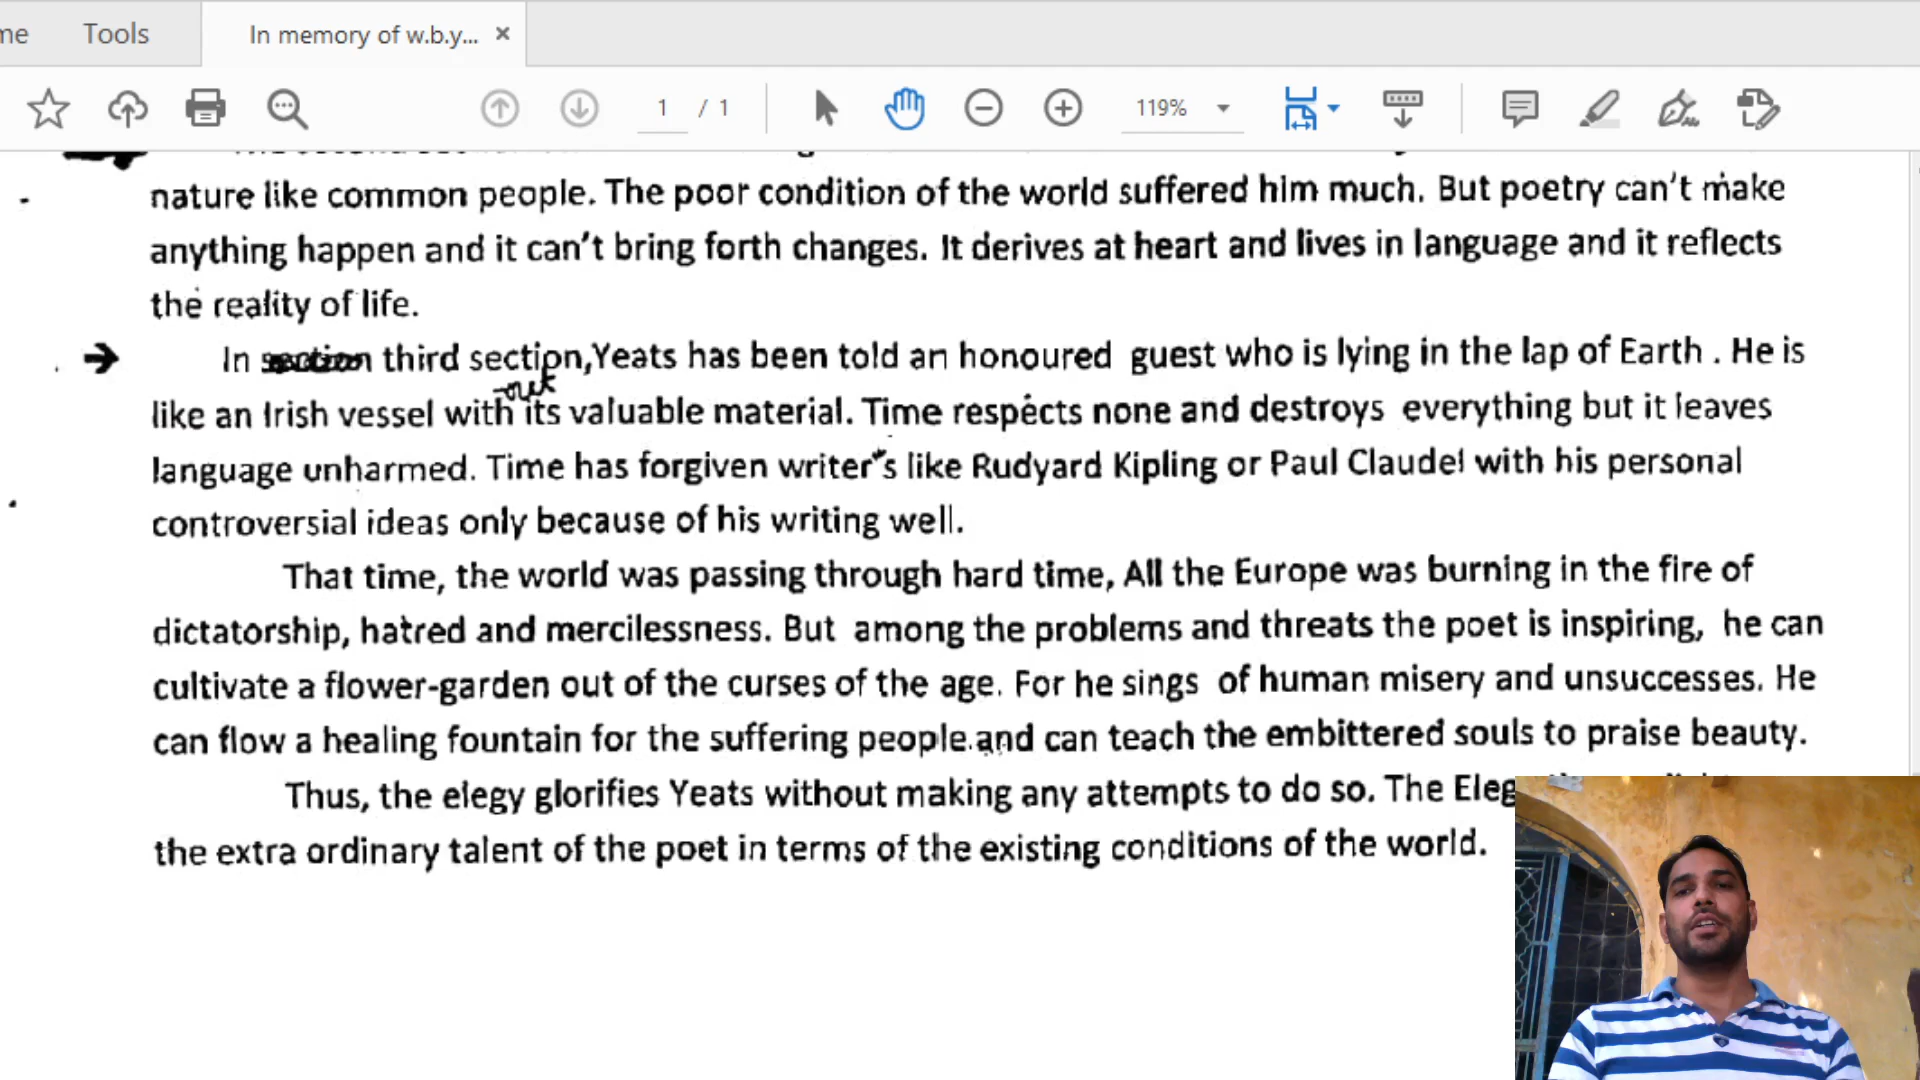 me Tools In memory of w.b.y...
1 / 1 119%
nature like common people. The poor condition of the world suffered him much. But poetry can't make
anything happen and it can't bring forth changes. It derives at heart and lives in language and it reflects
the reality of life.
In section third section, Yeats has been told an honoured guest who is lying in the lap of Earth . He is
out
like an Irish vessel with its valuable material. Time respects none and destroys everything but it leaves
language unharmed. Time has forgiven writer's like Rudyard Kipling or Paul Claudel with his personal
controversial ideas only because of his writing well.
That time, the world was passing through hard time, All the Europe was burning in the fire of
dictatorship, hatred and mercilessness. But among the problems and threats the poet is inspiring, he can
cultivate a flower-garden out of the curses of the age. For he sings of human misery and unsuccesses. He
can flow a healing fountain for the suffering people.and can teach the embittered souls to praise beauty.
Thus, the elegy glorifies Yeats without making any attempts to do so. The
the extra ordinary talent of the poet in terms of the existing conditions of the world.